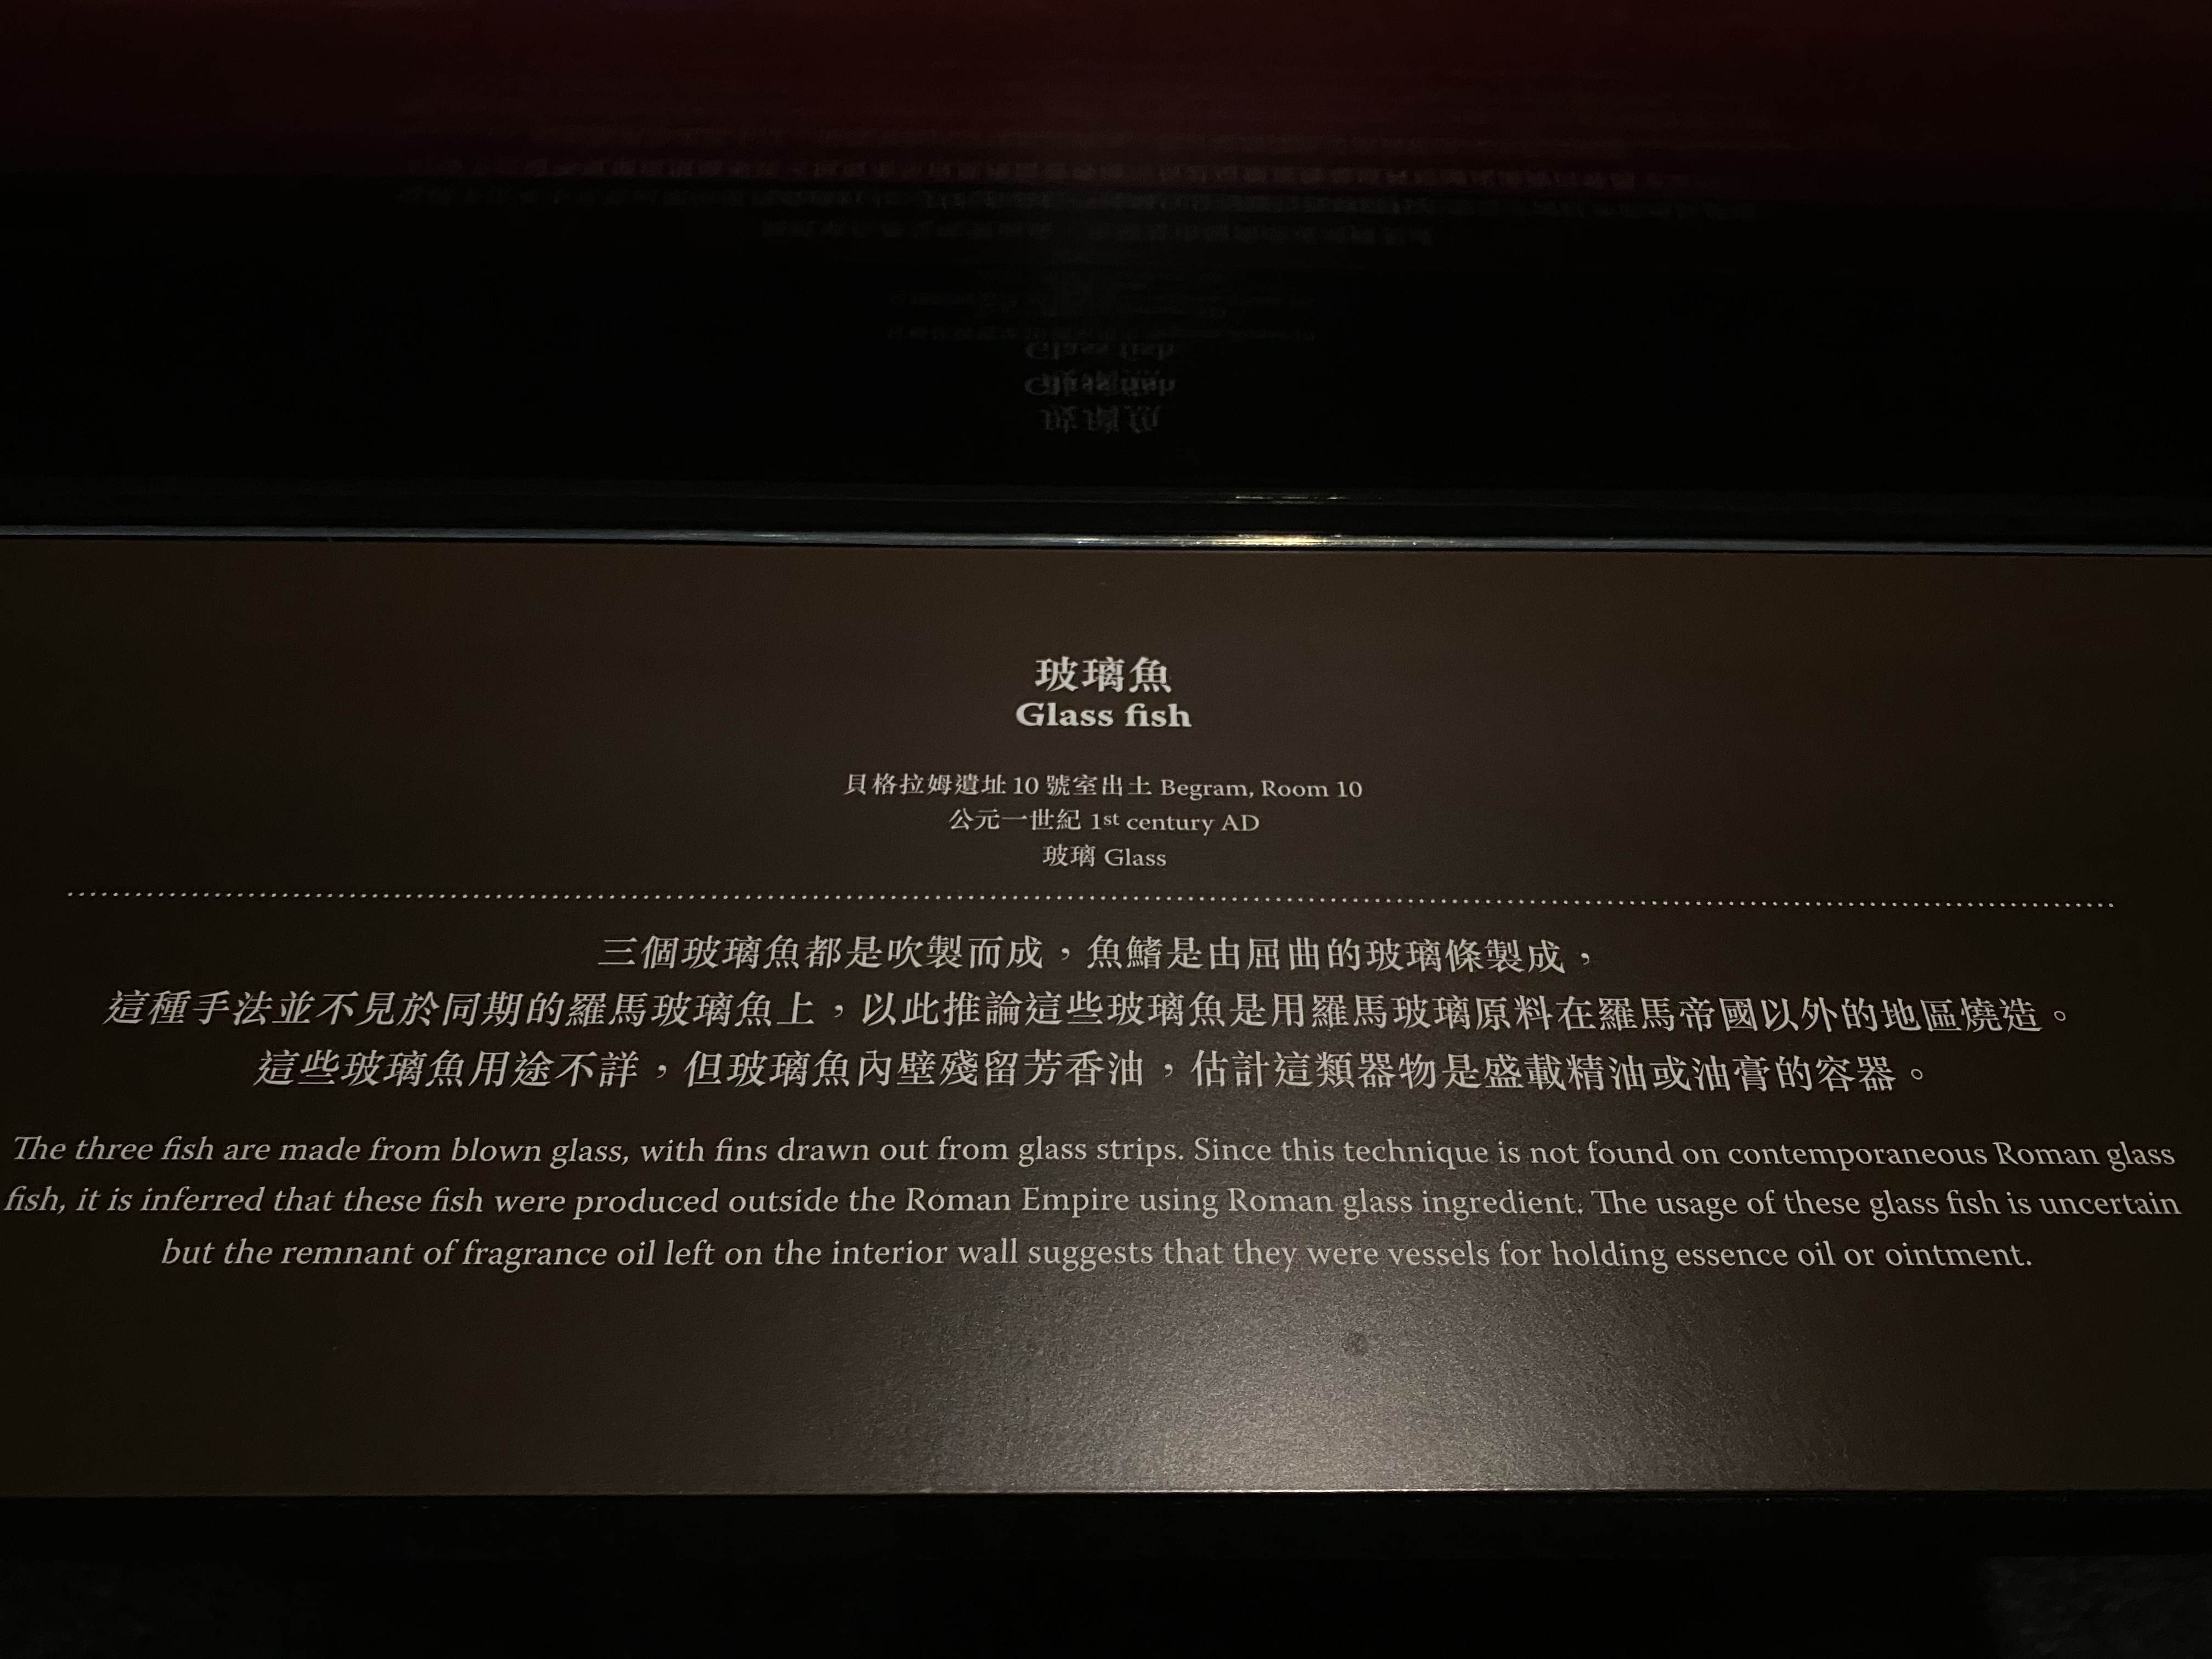 玻璃魚
Glass fish
貝格拉姆遺址 10 號室出土 Begram, Room 10
公元一世紀 1st century AD
玻璃 Glass
三個玻璃魚都是吹製而成，魚鰭是由屈曲的玻璃條製成，
這種手法並不見於同期的羅馬玻璃魚上，以此推論這些玻璃魚是用羅馬玻璃原料在羅馬帝國以外的地區燒造。
這些玻璃魚用途不詳，但玻璃魚內壁殘留芳香油，估計這類器物是盛載精油或油膏的容器。
The three fish are made from blown glass, with fins drawn out from glass strips. Since this technique is not found on contemporaneous Roman glass
fish, it is inferred that these fish were produced outside the Roman Empire using Roman glass ingredient. The usage of these glass fish is uncertain
but the remnant of fragrance oil left on the interior wall suggests that they were vessels for holding essence oil or ointment.